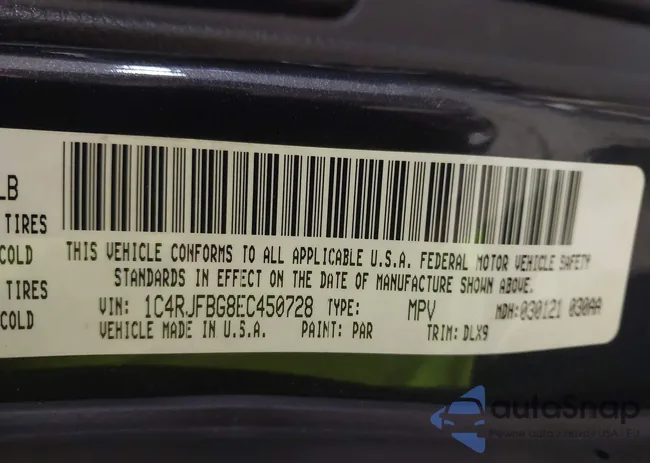 LB
TIRES
COLD
TIRES
COLD
THIS VEHICLE CONFORMS TO ALL APPLICABLE U.S.A. FEDERAL MOTOR VEHICLE SAFETY
STANDARDS IN EFFECT ON THE DATE OF MANUFACTURE SHOWN ABOVE.
VIN: 1C4RJFBG8EC450728 TYPE: MPV MDH: 030121 030AA
VEHICLE MADE IN U.S.A. PAINT: PAR TRIM: DLX9
autoSnap